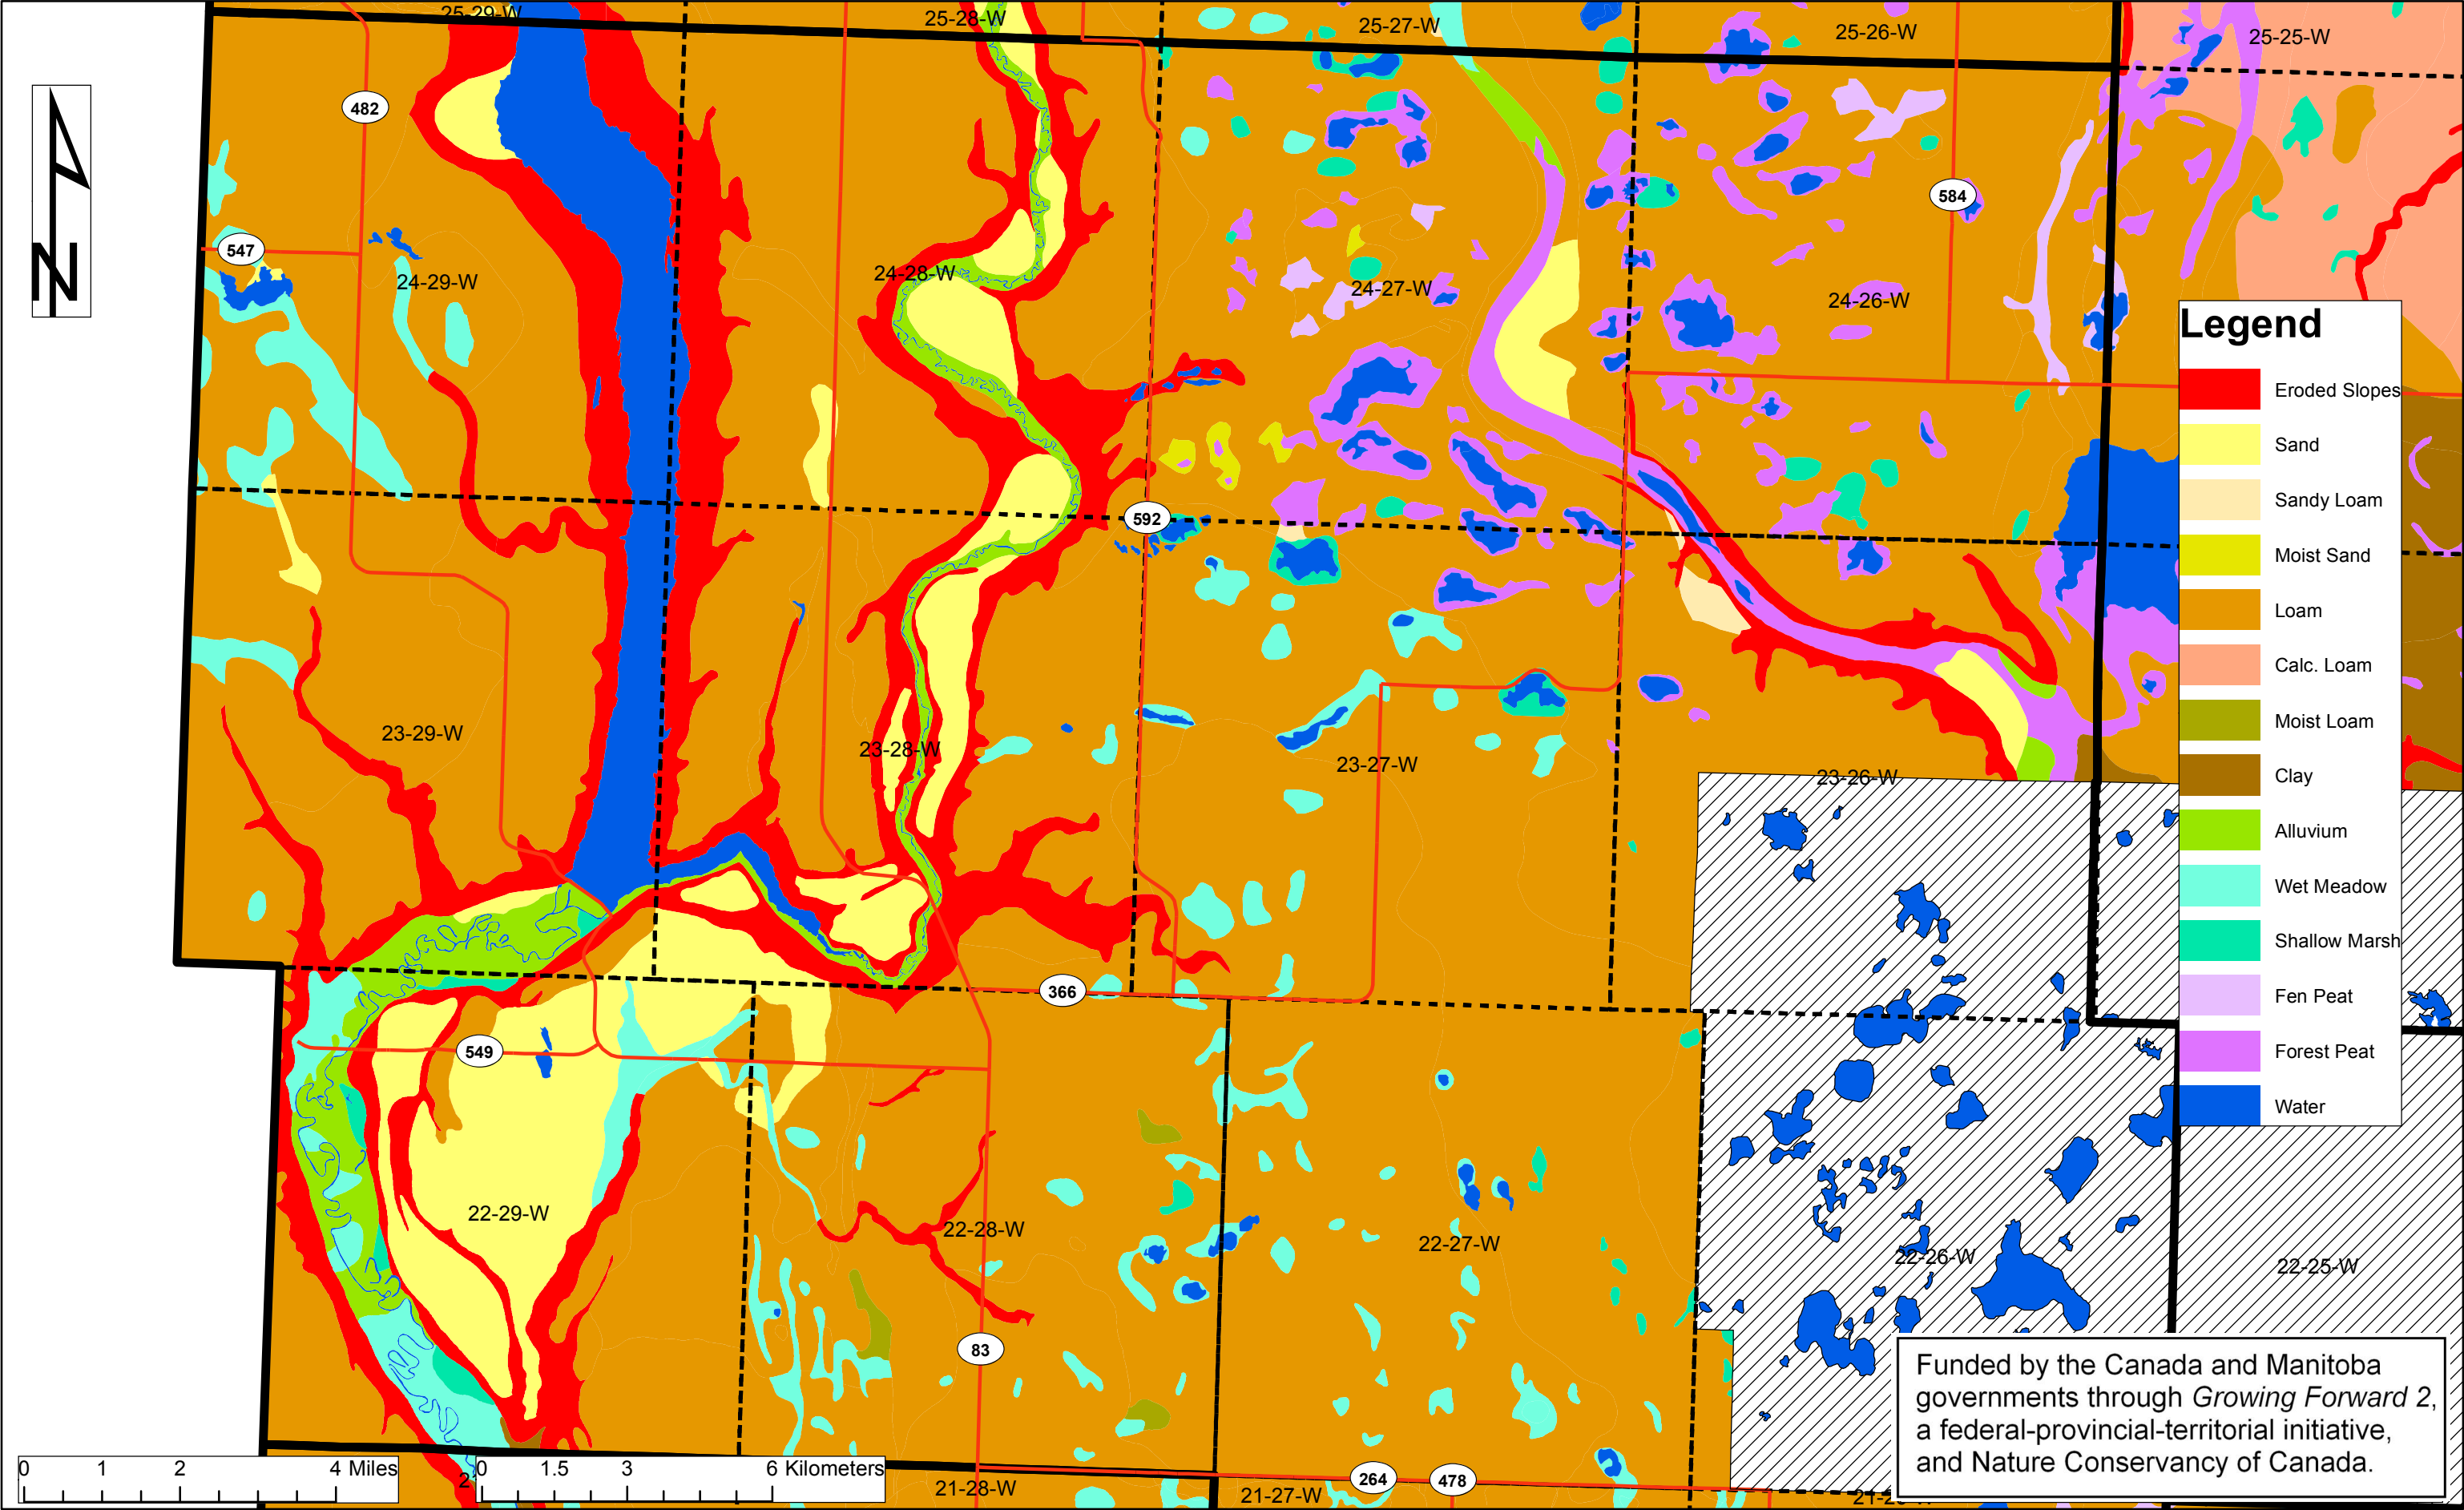 25-29-W
25-28-W
25-27-W
25-26-W
25-25-W
482
584
547
N
24-29-W
24-28-W
24-27-W
24-26-W
Legend
Eroded Slopes
Sand
Sandy Loam
Moist Sand
Loam
Calc. Loam
Moist Loam
Clay
Alluvium
Wet Meadow
Shallow Marsh
Fen Peat
Forest Peat
Water
592
23-29-W
23-28-W
23-27-W
23-26-W
366
549
22-29-W
22-28-W
22-27-W
22-26-W
22-25-W
83
Funded by the Canada and Manitoba
governments through Growing Forward 2,
a federal-provincial-territorial initiative,
and Nature Conservancy of Canada.
0 1 2 4 Miles
0 1.5 3 6 Kilometers
264
478
21-28-W
21-27-W